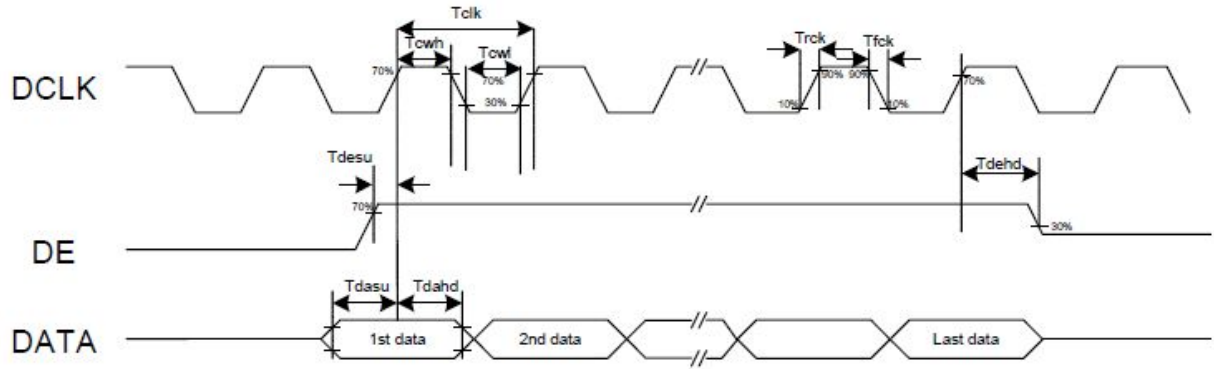 Tclk
Tcwh
Tcwl
Trck
Tfck
DCLK
70%
70%
30%
90%
90%
70%
10%
10%
Tdesu
Tdehd
70%
30%
DE
Tdasu
Tdahd
DATA
1st data
2nd data
Last data